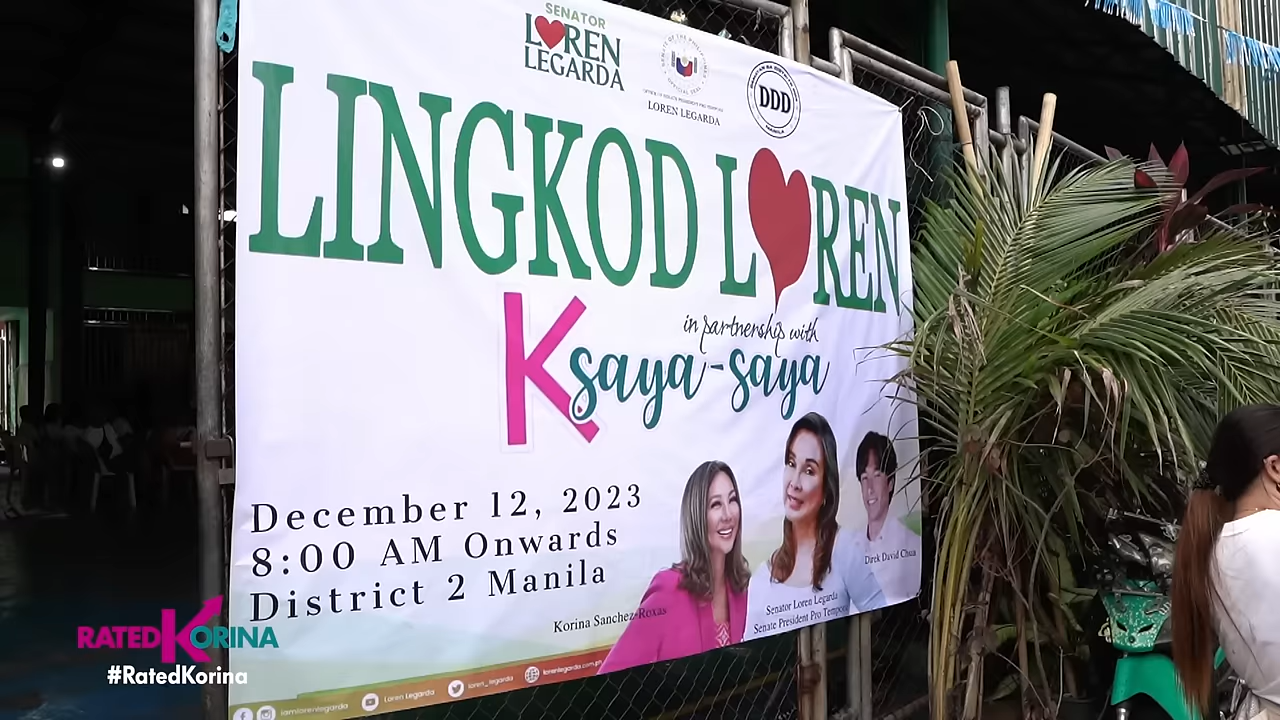 SENATOR
LOREN
LEGARDA
LOREN LEGARDA
DDD
MANILA
LINGKOD LOREN
in partnership with
Ksaya-saya
December 12, 2023
8:00 AM Onwards
District 2 Manila
Korina Sanchez-Roxas
Senator Loren Legarda
Senate President Pro Tempore
Direk David Chua
iamlorenlegarda
Loren Legarda
loren_legarda
lorenlegarda.com.ph
RATED KORINA
#RatedKorina